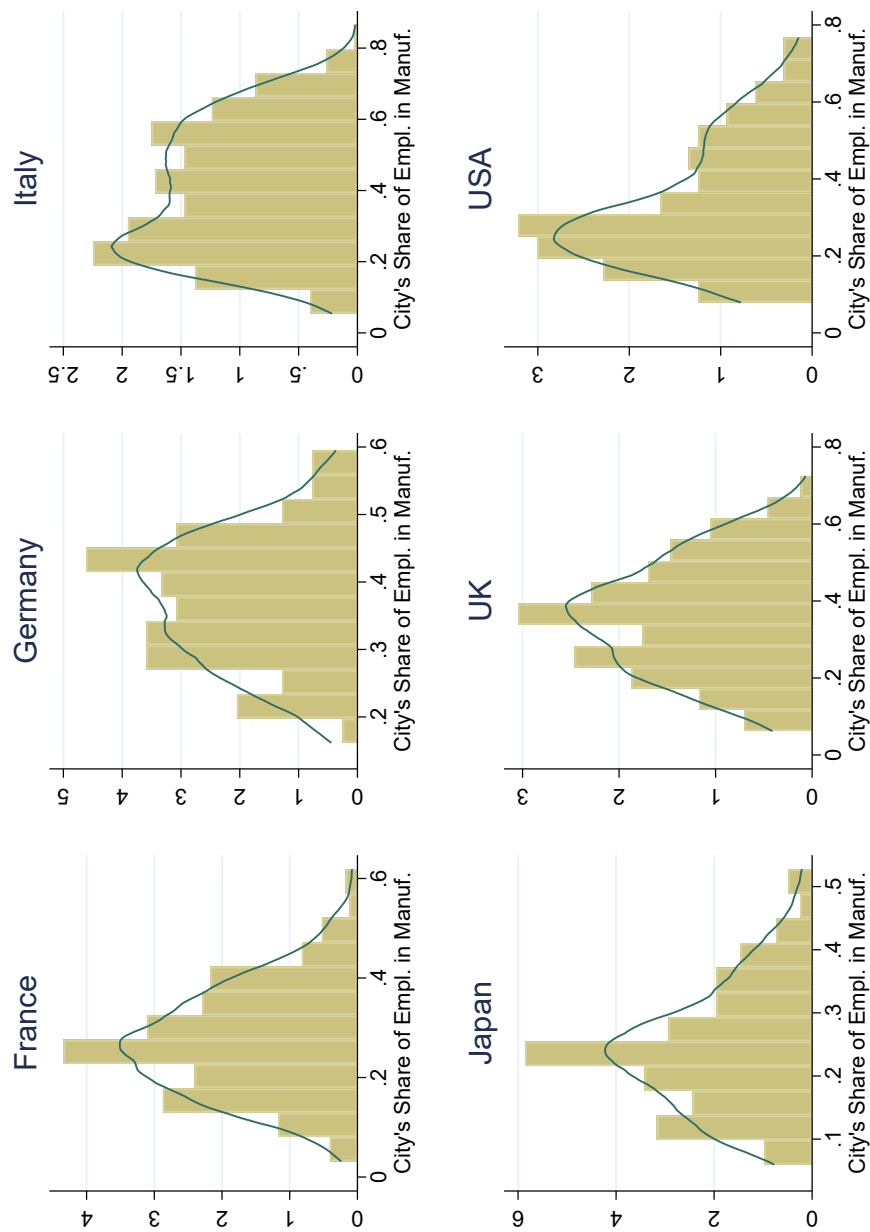 France
4
3
2
1
0
0 .2 .4 .6
City's Share of Empl. in Manuf.
Germany
5
4
3
2
1
0
.2 .3 .4 .5 .6
City's Share of Empl. in Manuf.
Italy
2.5
2
1.5
1
.5
0
0 .2 .4 .6 .8
City's Share of Empl. in Manuf.
Japan
6
4
2
0
.1 .2 .3 .4 .5
City's Share of Empl. in Manuf.
UK
3
2
1
0
0 .2 .4 .6 .8
City's Share of Empl. in Manuf.
USA
3
2
1
0
0 .2 .4 .6 .8
City's Share of Empl. in Manuf.